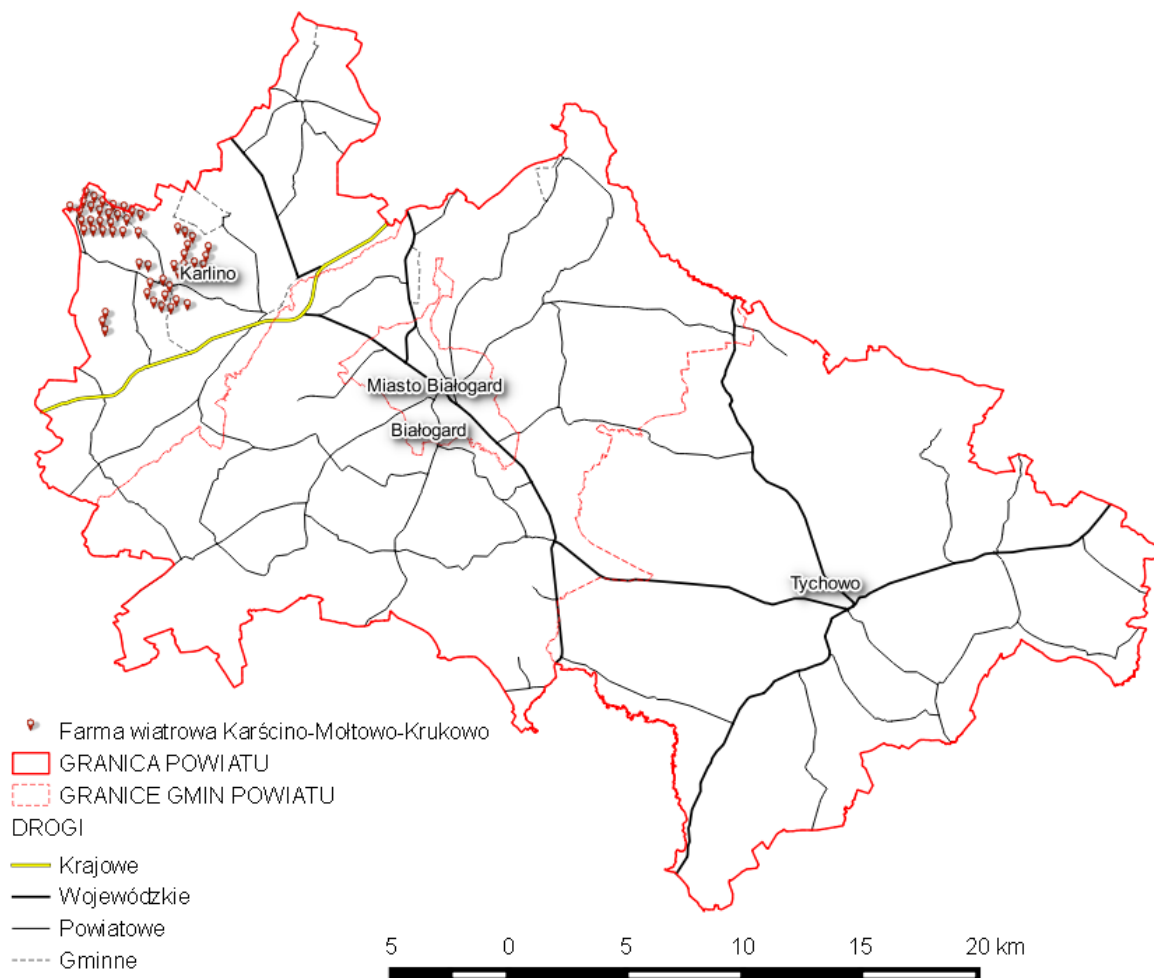 Karlino
Miasto Białogard
Białogard
Tychowo
Farma wiatrowa Karścino-Mołtowo-Krukowo
GRANICA POWIATU
GRANICE GMIN POWIATU
DROGI
Krajowe
Wojewódzkie
Powiatowe
Gminne
5 0 5 10 15 20 km